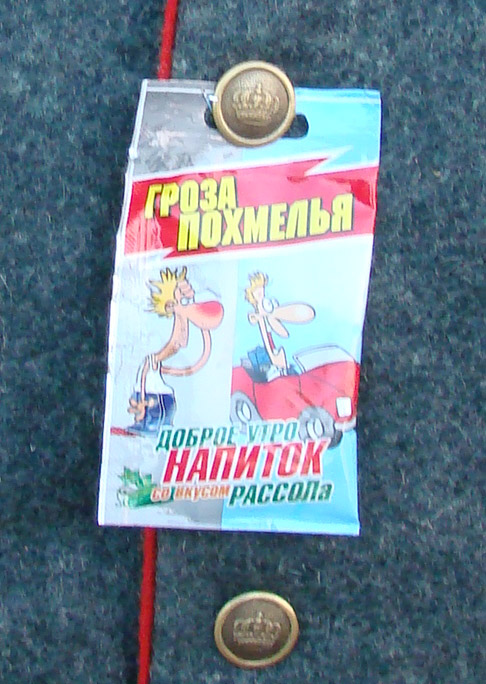 ГРОЗА
ПОХМЕЛЬЯ
ДОБРОЕ УТРО
НАПИТОК
СО ВКУСОМ РАССОЛа